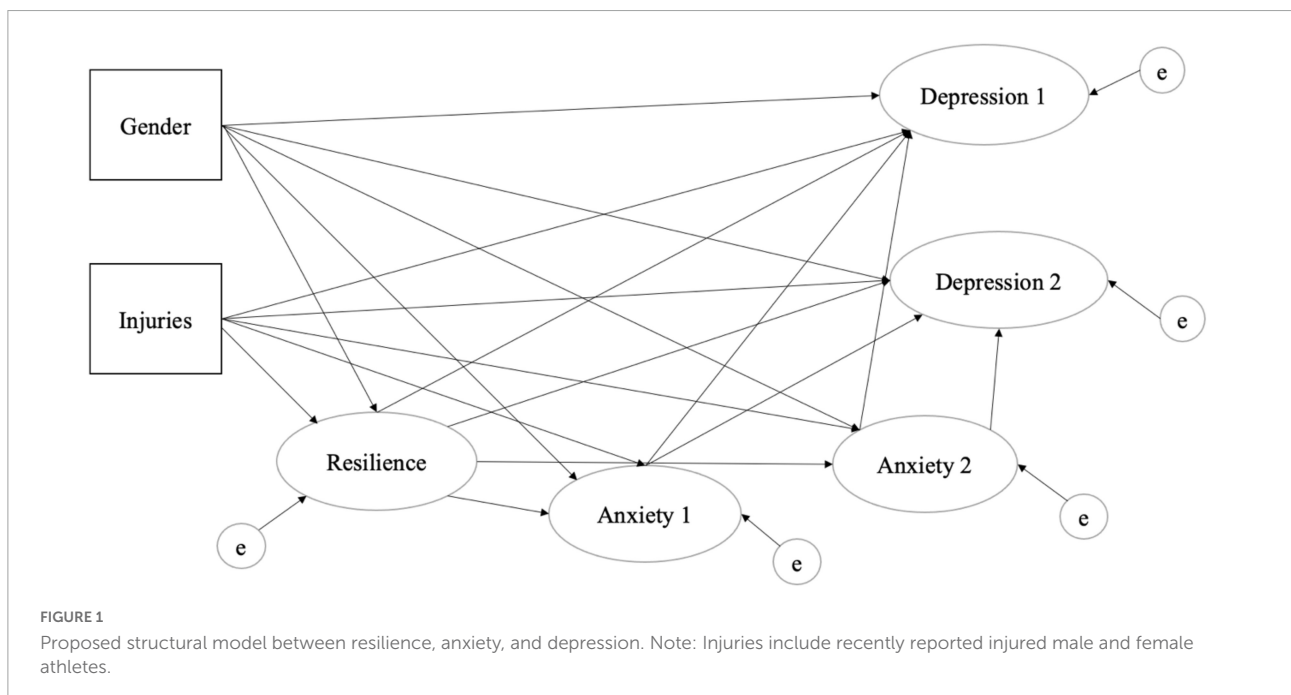 Depression 1
e
Gender
Depression 2
e
Injuries
Resilience
Anxiety 2
e
Anxiety 1
e
e
FIGURE 1
Proposed structural model between resilience, anxiety, and depression. Note: Injuries include recently reported injured male and female
athletes.